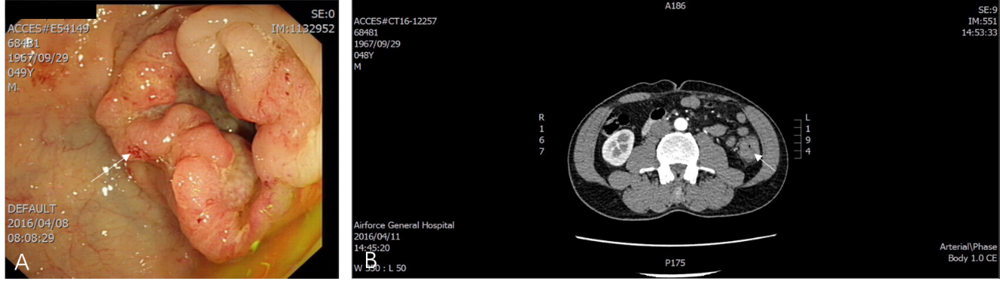 SE:0
ACCES#E54149
IM:1132952
68481
1967/09/29
049Y
M
DEFAULT
2016/04/08
08:08:29
A
A186
SE:9
ACCES#CT16-12257
IM:551
68481
14:53:33
1967/09/29
048Y
M
R
1
6
7
L
1
9
4
Airforce General Hospital
2016/04/11
14:45:20
B
W 350 : L 50
P175
Arterial\Phase
Body 1.0 CE